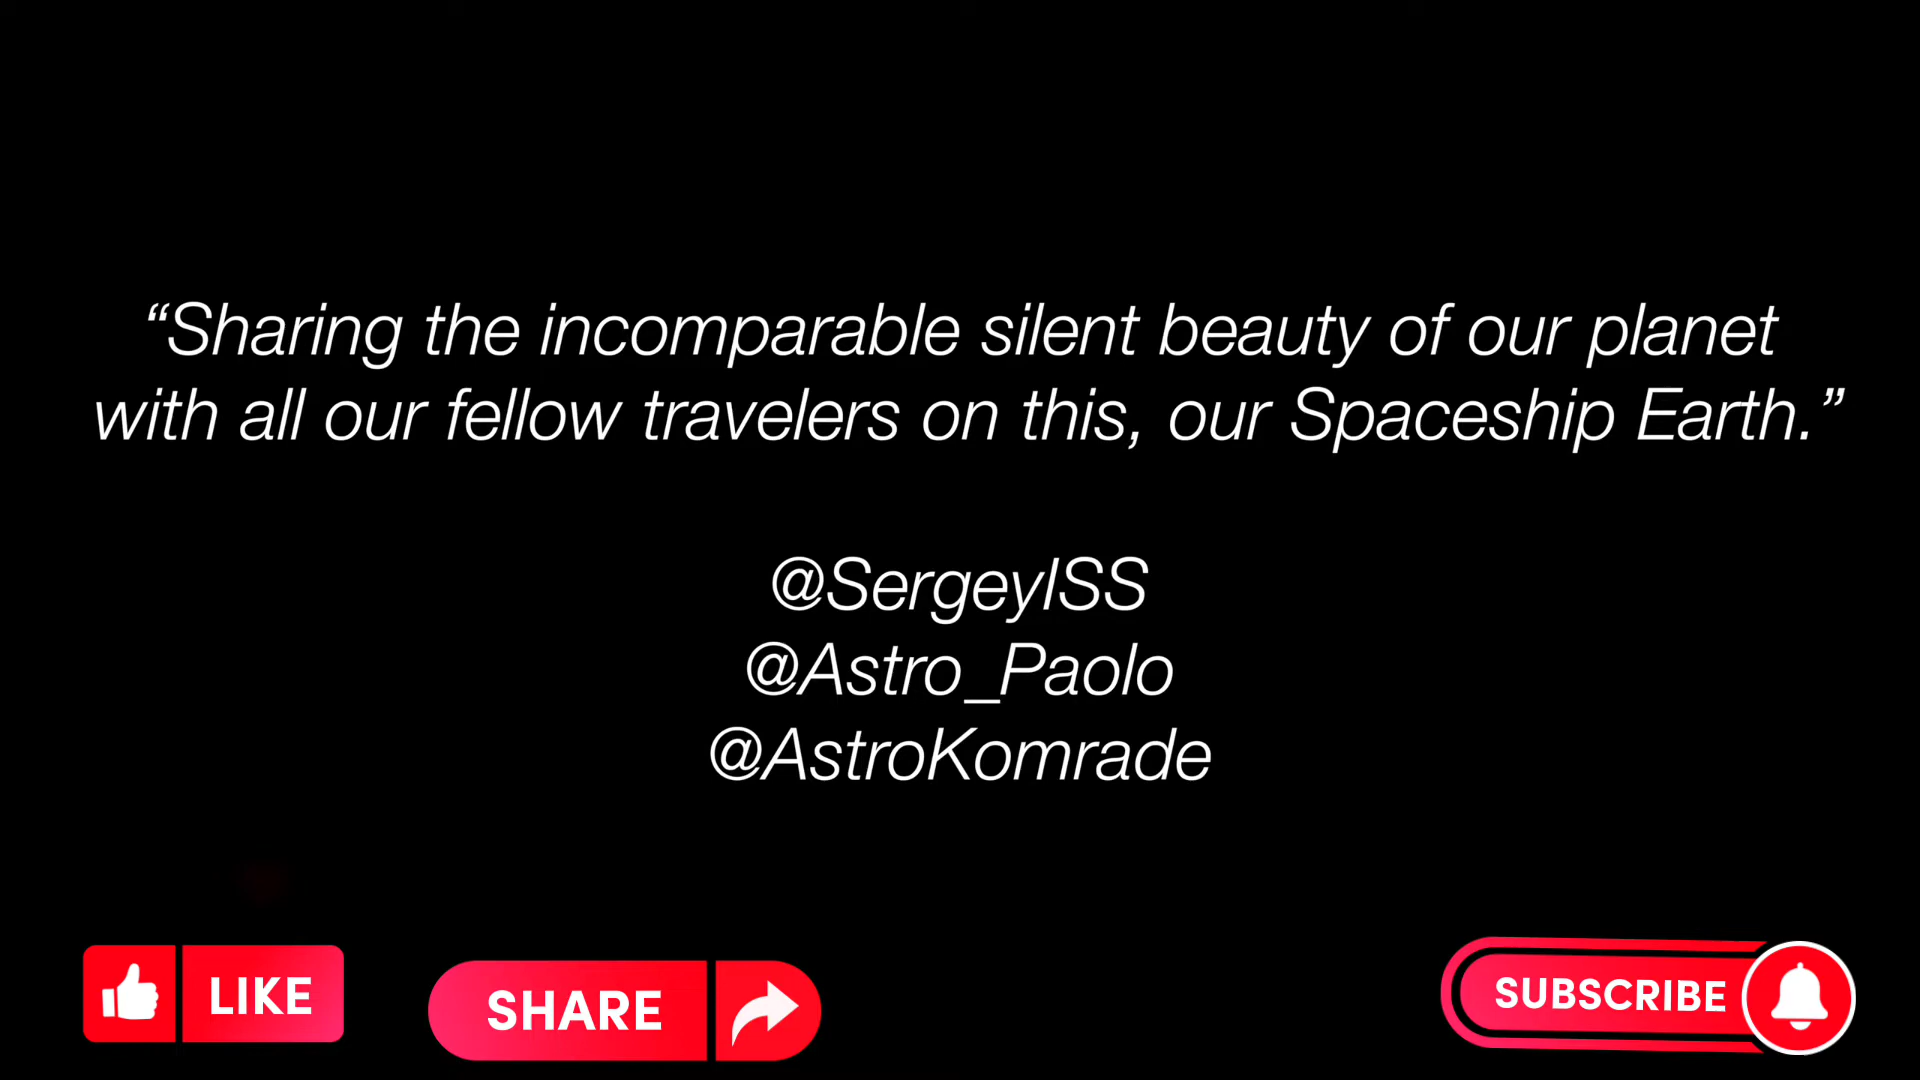 “Sharing the incomparable silent beauty of our planet
with all our fellow travelers on this, our Spaceship Earth.”
@SergeyISS
@Astro_Paolo
@AstroKomrade
LIKE
SHARE
SUBSCRIBE